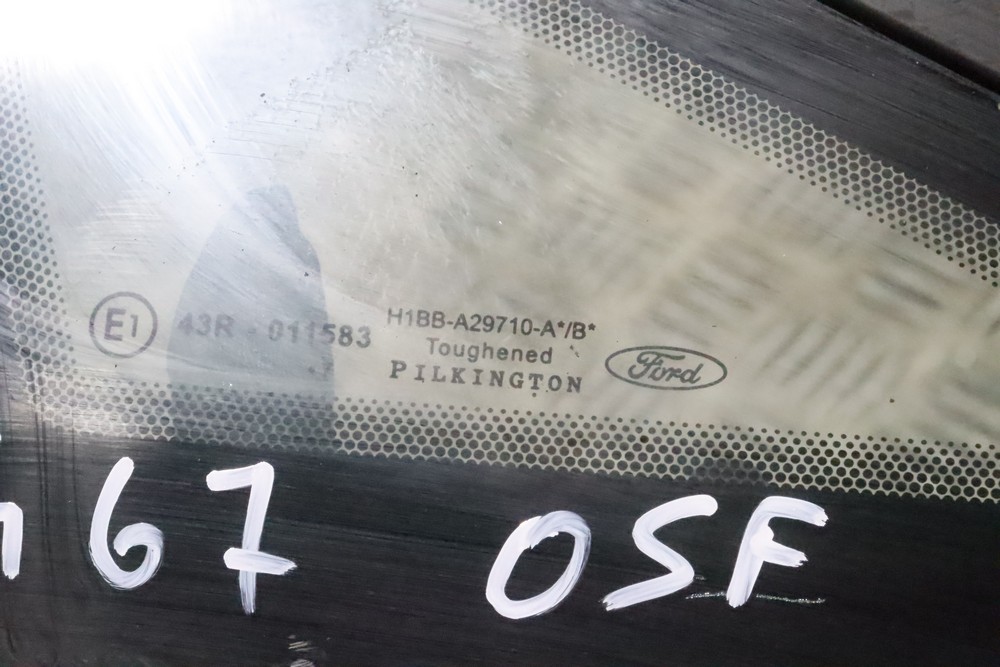 E1 43R - 011583
H1BB-A29710-A*/B*
Toughened
PILKINGTON
Ford
67 OSF